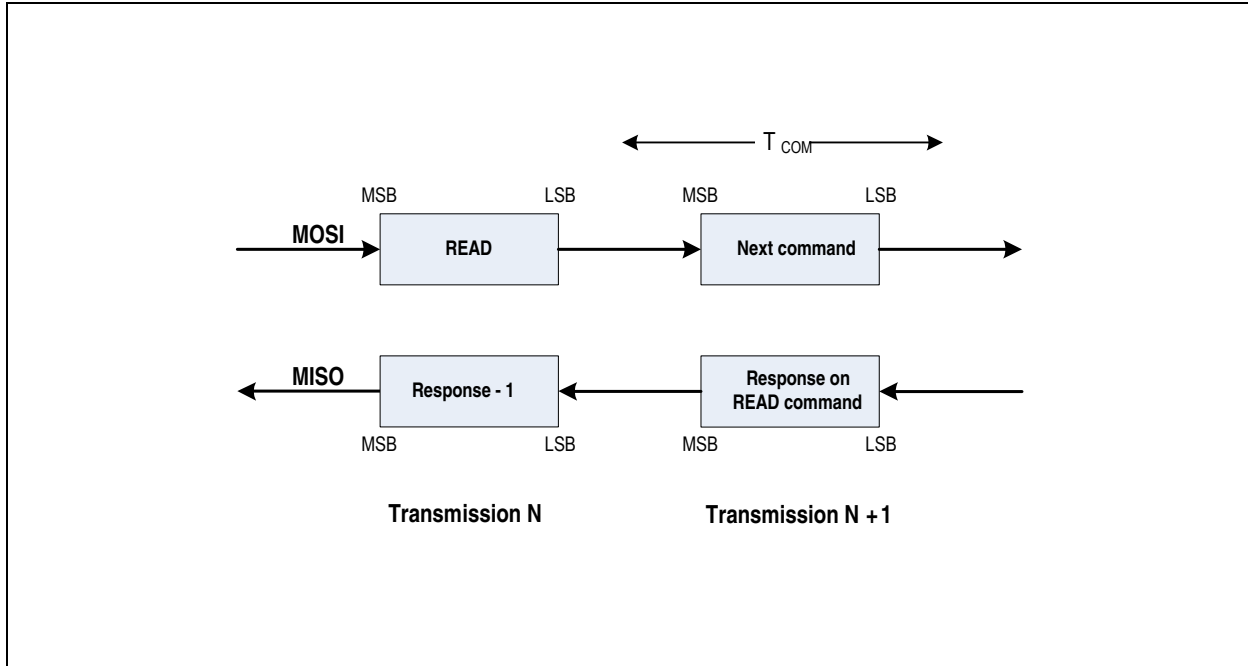 T COM
MSB LSB MSB LSB
MOSI READ Next command
MISO Response - 1 Response on
READ command
MSB LSB MSB LSB
Transmission N Transmission N + 1